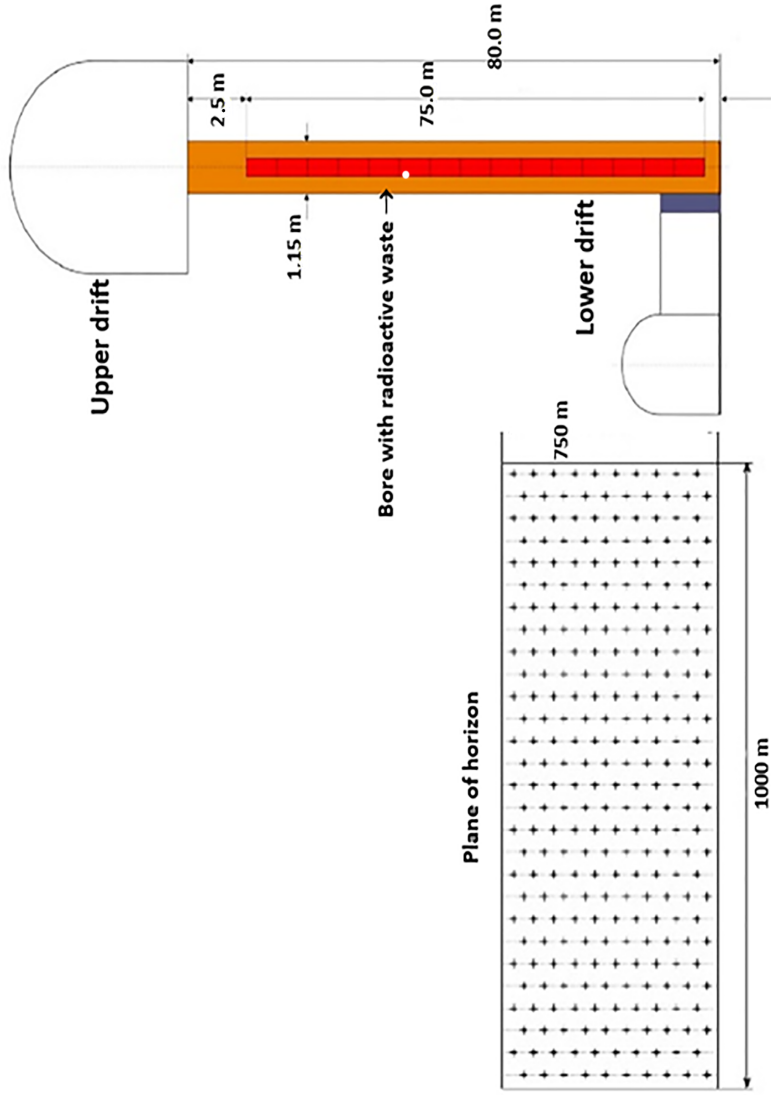 80.0 m
2.5 m
75.0 m
1.15 m
Upper drift
Bore with radioactive waste
Lower drift
750 m
Plane of horizon
1000 m